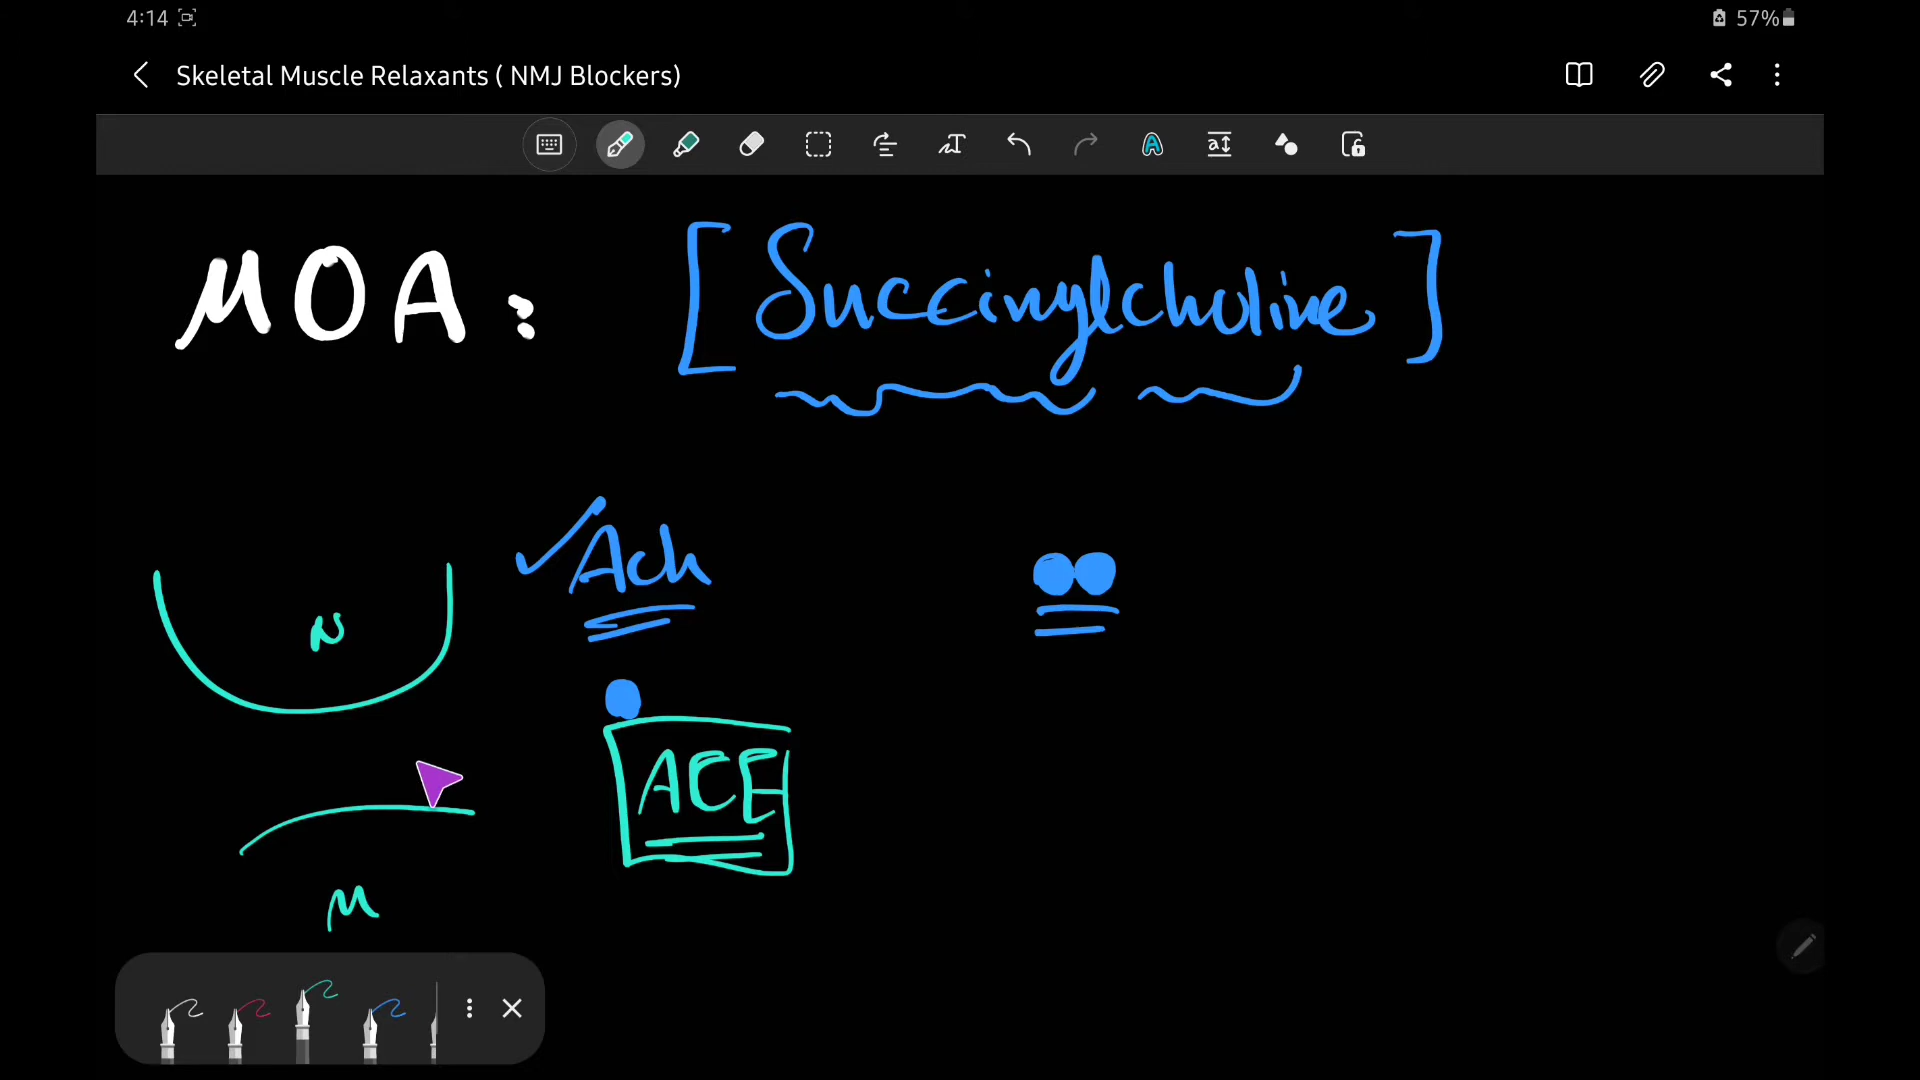 4:14
57%
Skeletal Muscle Relaxants ( NMJ Blockers)
MOA : [Succinylcholine]
Ach
N
ACE
M